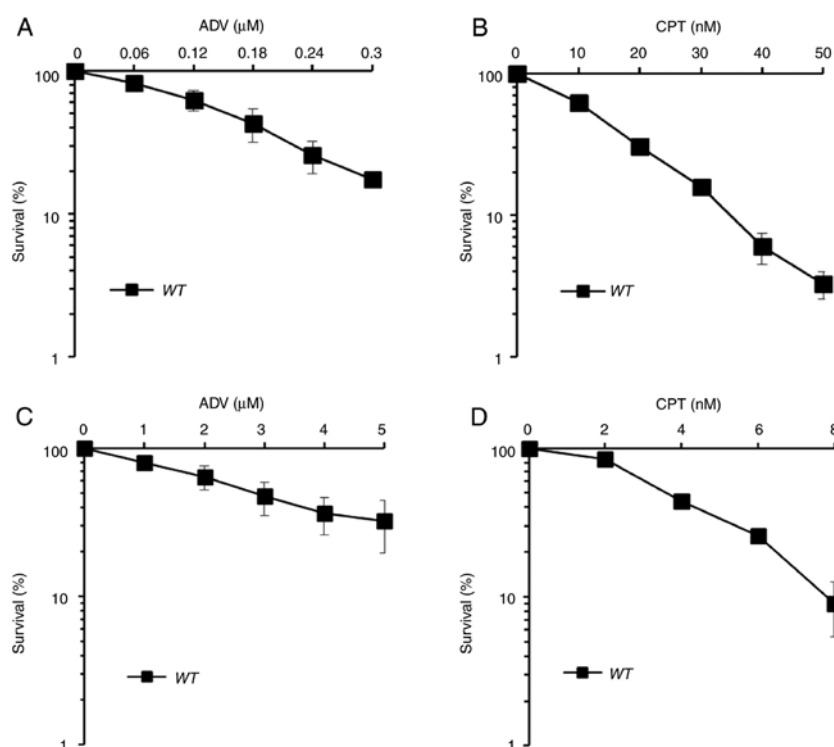 A
ADV (μM)
0 0.06 0.12 0.18 0.24 0.3
100
10
1
Survival (%)
WT
B
CPT (nM)
0 10 20 30 40 50
100
10
1
Survival (%)
WT
C
ADV (μM)
0 1 2 3 4 5
100
10
1
Survival (%)
WT
D
CPT (nM)
0 2 4 6 8
100
10
1
Survival (%)
WT